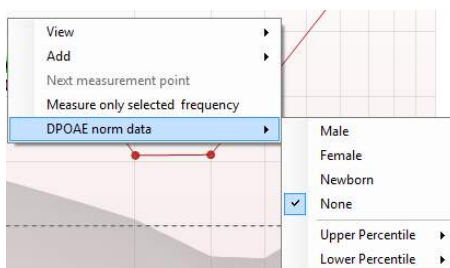 View
Add
Next measurement point
Measure only selected frequency
DPOAE norm data
Male
Female
Newborn
None
Upper Percentile
Lower Percentile